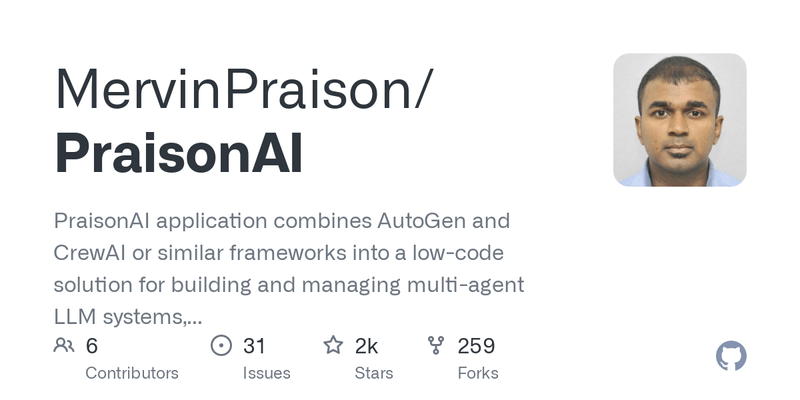 MervinPraison/
PraisonAI
PraisonAI application combines AutoGen and
CrewAI or similar frameworks into a low-code
solution for building and managing multi-agent
LLM systems,...
6
Contributors
31
Issues
2k
Stars
259
Forks